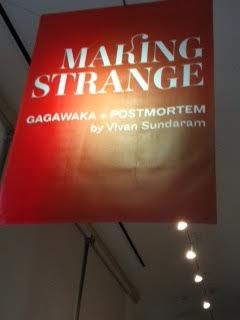 MAKING
STRANGE
GAGAWAKA + POSTMORTEM
by Vivan Sundaram